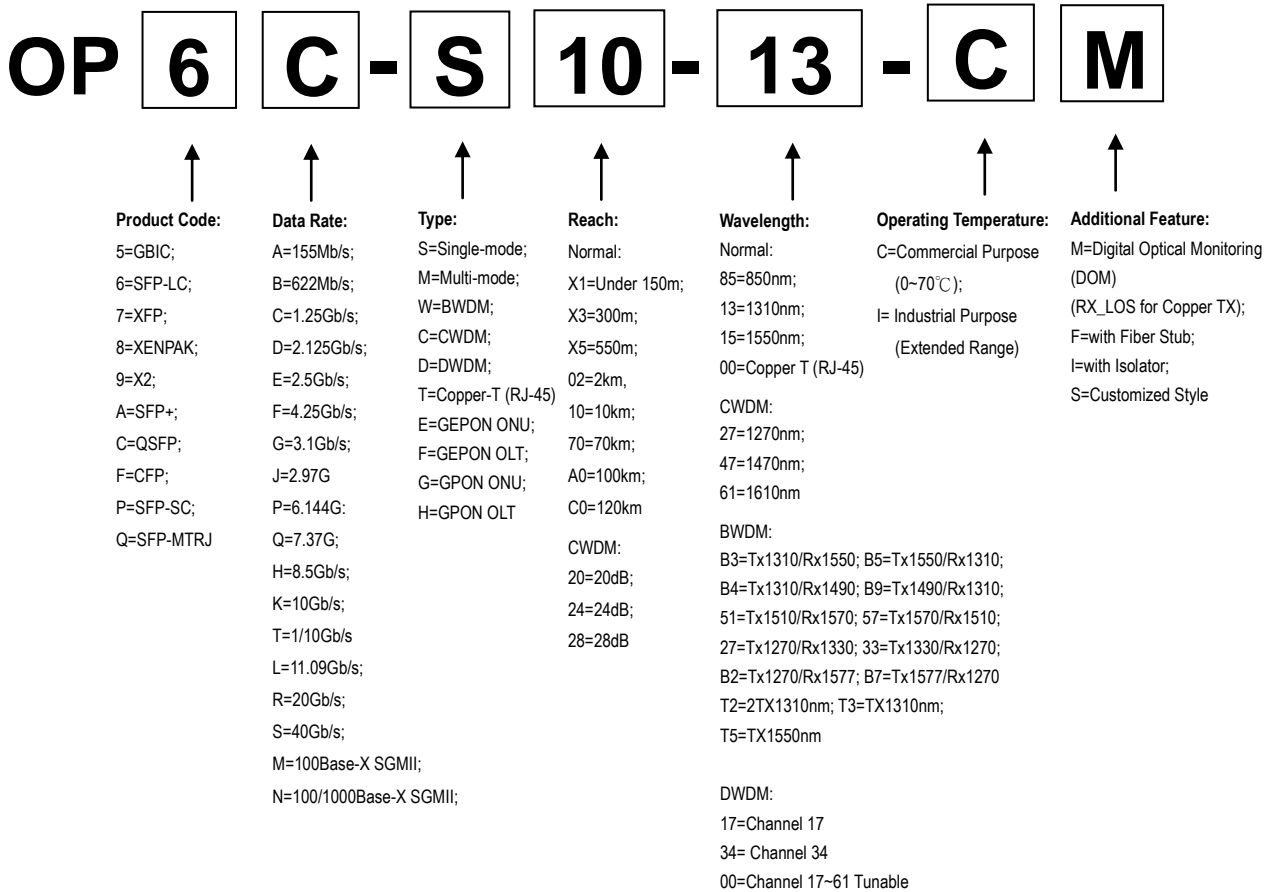 OP 6 C - S 10 - 13 - C M
Product Code:
5=GBIC;
6=SFP-LC;
7=XFP;
8=XENPAK;
9=X2;
A=SFP+;
C=QSFP;
F=CFP;
P=SFP-SC;
Q=SFP-MTRJ
Data Rate:
A=155Mb/s;
B=622Mb/s;
C=1.25Gb/s;
D=2.125Gb/s;
E=2.5Gb/s;
F=4.25Gb/s;
G=3.1Gb/s;
J=2.97G
P=6.144G:
Q=7.37G;
H=8.5Gb/s;
K=10Gb/s;
T=1/10Gb/s
L=11.09Gb/s;
R=20Gb/s;
S=40Gb/s;
M=100Base-X SGMII;
N=100/1000Base-X SGMII;
Type:
S=Single-mode;
M=Multi-mode;
W=BWDM;
C=CWDM;
D=DWDM;
T=Copper-T (RJ-45)
E=GEPON ONU;
F=GEPON OLT;
G=GPON ONU;
H=GPON OLT
Reach:
Normal:
X1=Under 150m;
X3=300m;
X5=550m;
02=2km,
10=10km;
70=70km;
A0=100km;
C0=120km
CWDM:
20=20dB;
24=24dB;
28=28dB
Wavelength:
Normal:
85=850nm;
13=1310nm;
15=1550nm;
00=Copper T (RJ-45)
CWDM:
27=1270nm;
47=1470nm;
61=1610nm
BWDM:
B3=Tx1310/Rx1550; B5=Tx1550/Rx1310;
B4=Tx1310/Rx1490; B9=Tx1490/Rx1310;
51=Tx1510/Rx1570; 57=Tx1570/Rx1510;
27=Tx1270/Rx1330; 33=Tx1330/Rx1270;
B2=Tx1270/Rx1577; B7=Tx1577/Rx1270
T2=2TX1310nm; T3=TX1310nm;
T5=TX1550nm
DWDM:
17=Channel 17
34= Channel 34
00=Channel 17~61 Tunable
Operating Temperature:
C=Commercial Purpose
(0~70℃);
I= Industrial Purpose
(Extended Range)
Additional Feature:
M=Digital Optical Monitoring
(DOM)
(RX_LOS for Copper TX);
F=with Fiber Stub;
I=with Isolator;
S=Customized Style